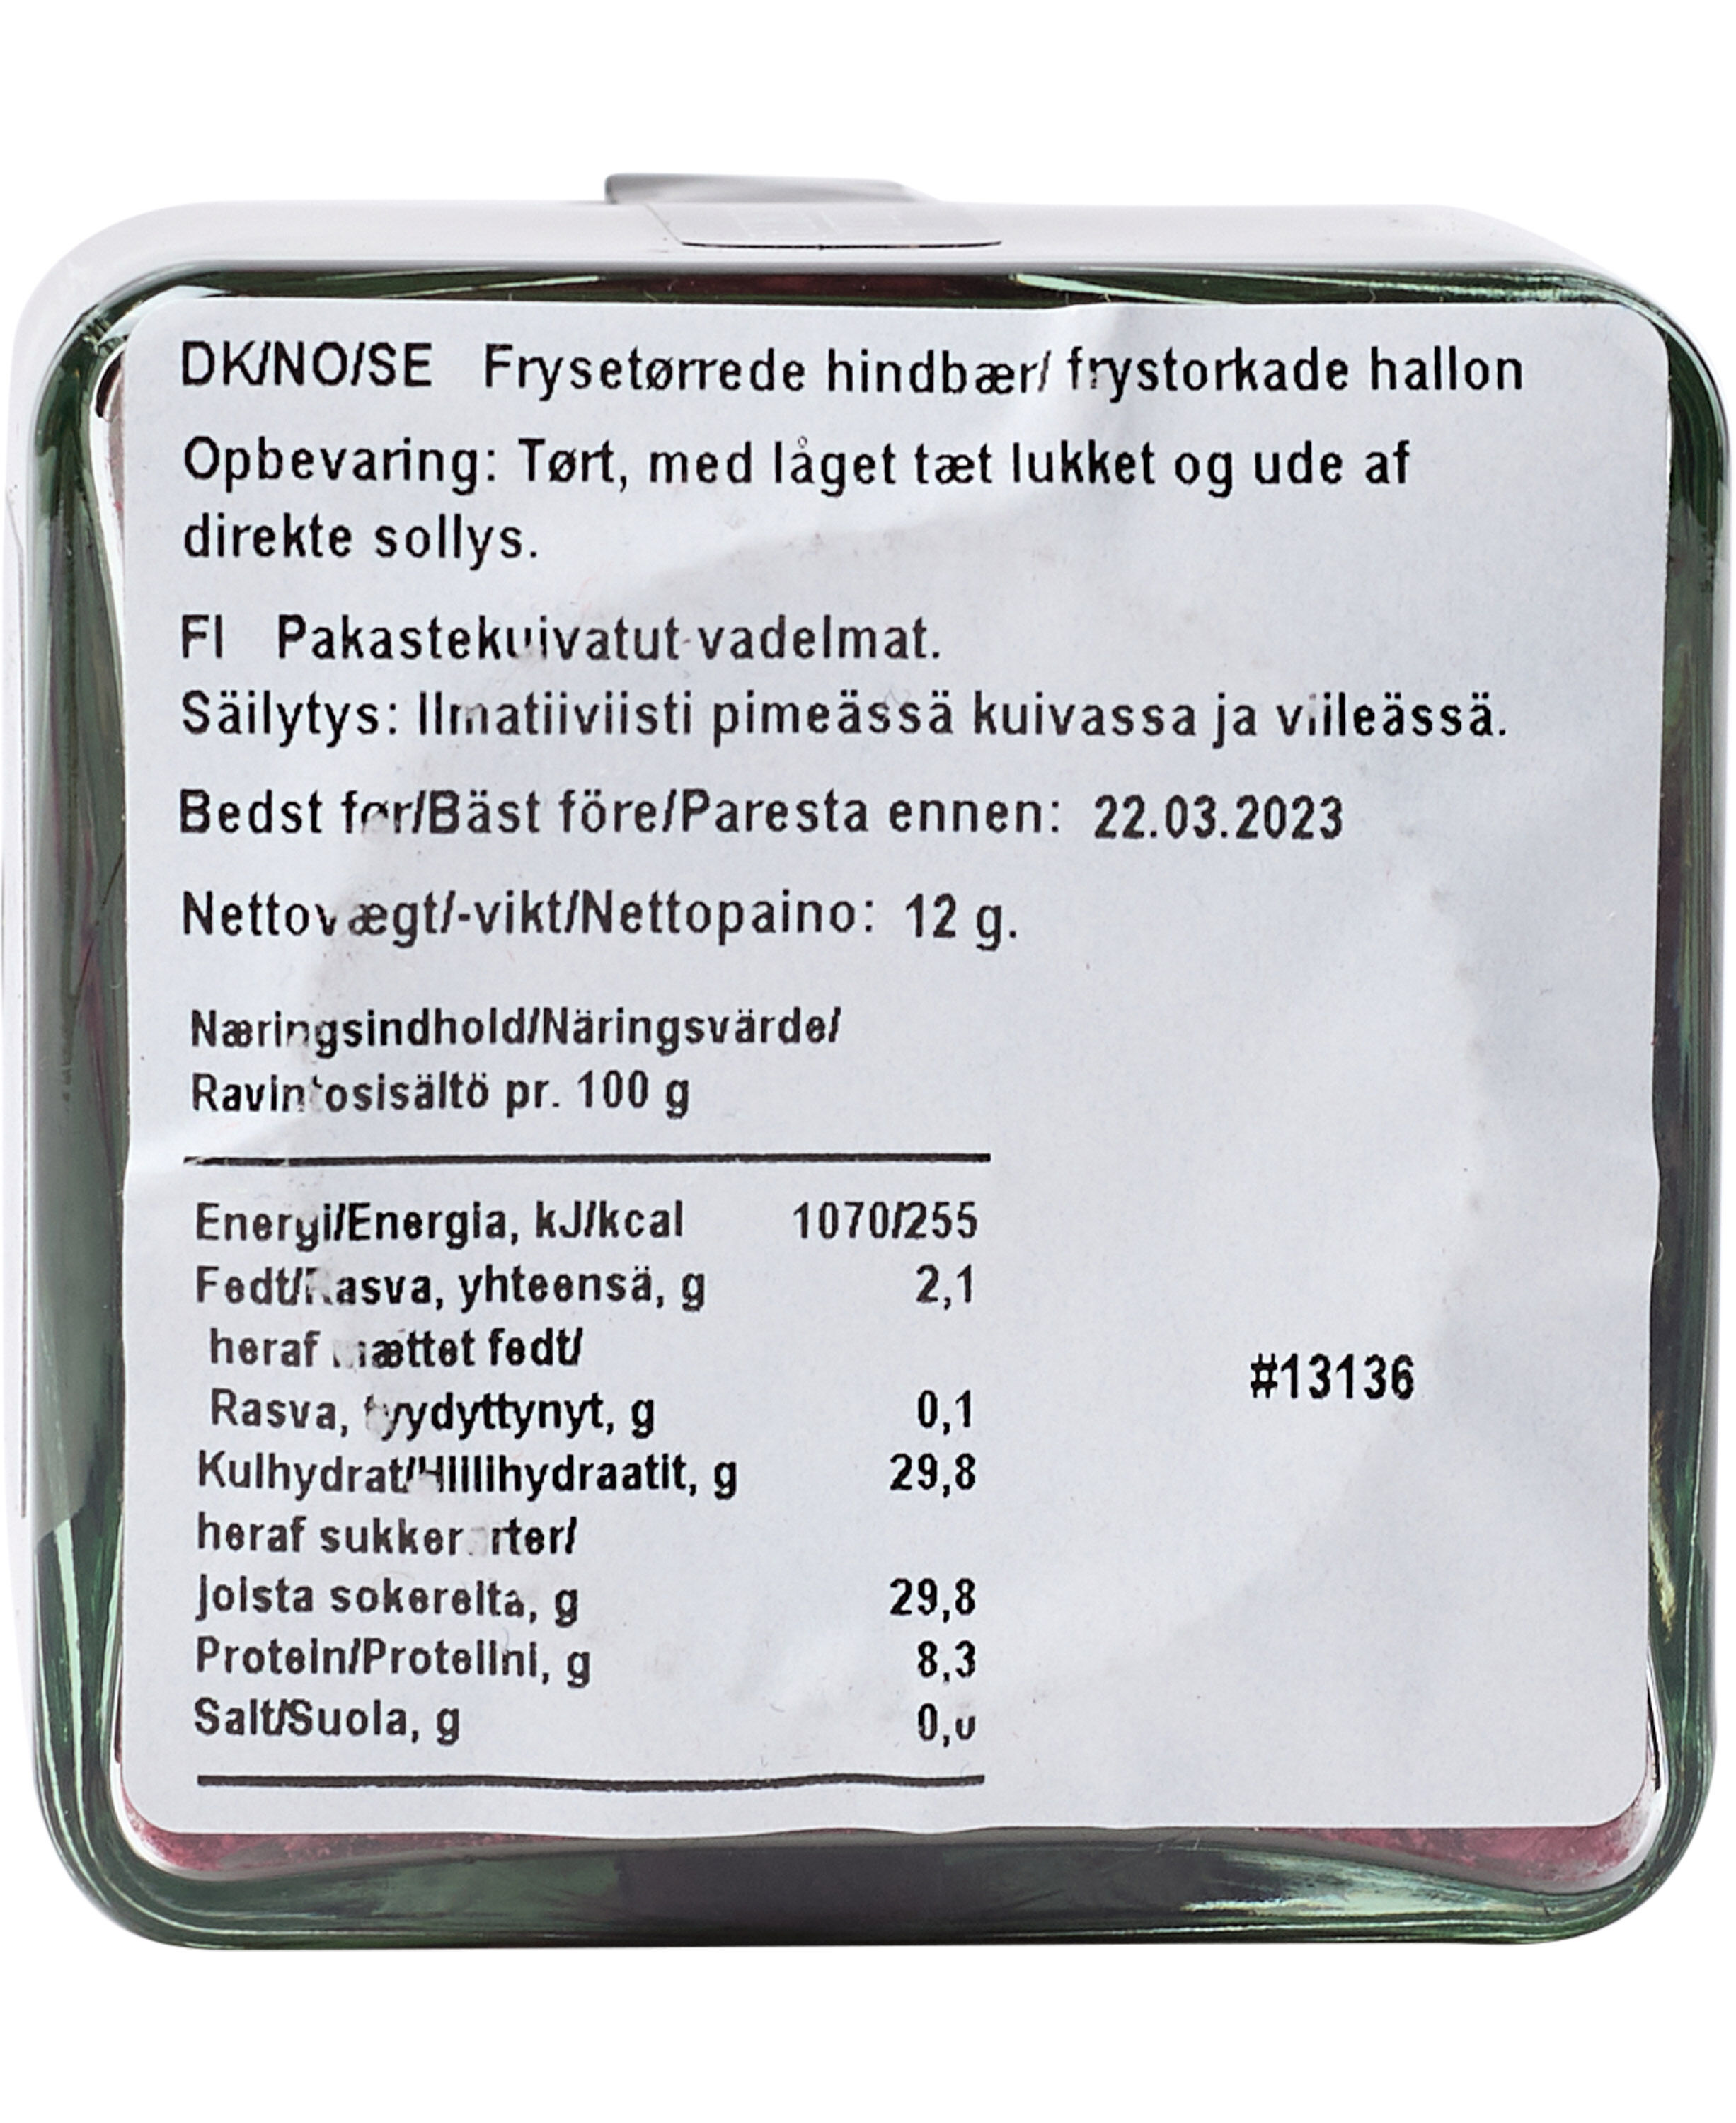 DK/NO/SE Frysetørrede hindbær/ frystorkade hallon
Opbevaring: Tørt, med låget tæt lukket og ude af
direkte sollys.
FI Pakastekuivatut vadelmat.
Säilytys: Ilmatiiviisti pimeässä kuivassa ja viileässä.
Bedst før/Bäst före/Paresta ennen: 22.03.2023
Nettovægt/-vikt/Nettopaino: 12 g.
Næringsindhold/Näringsvärde/
Ravintosisältö pr. 100 g
Energi/Energia, kJ/kcal 1070/255
Fedt/Rasva, yhteensä, g 2,1
heraf mættet fedt/
Rasva, tyydyttynyt, g 0,1
Kulhydrat/Hiilihydraatit, g 29,8
heraf sukkerarter/
joista sokereita, g 29,8
Protein/Proteiini, g 8,3
Salt/Suola, g 0,0
#13136